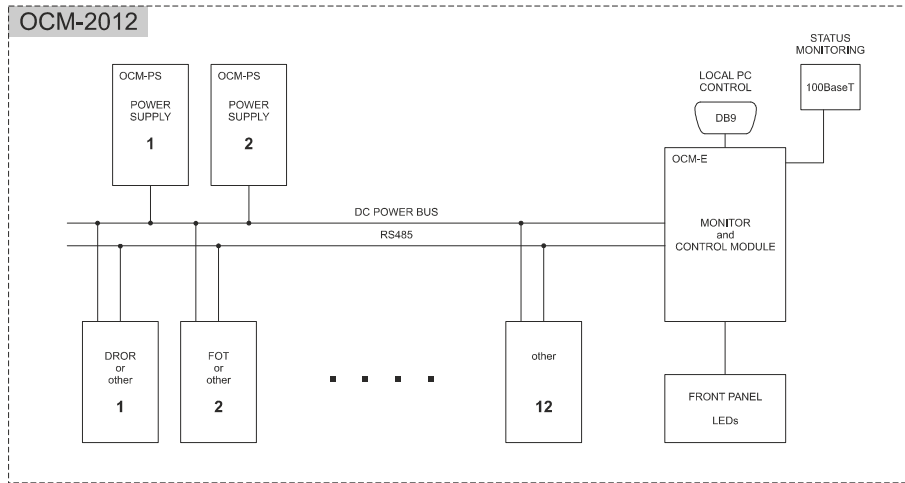 OCM-2012
STATUS
MONITORING
OCM-PS
POWER
SUPPLY
1
OCM-PS
POWER
SUPPLY
2
LOCAL PC
CONTROL
100BaseT
DB9
OCM-E
MONITOR
and
CONTROL MODULE
DC POWER BUS
RS485
DROR
or
other
1
FOT
or
other
2
other
12
FRONT PANEL
LEDs